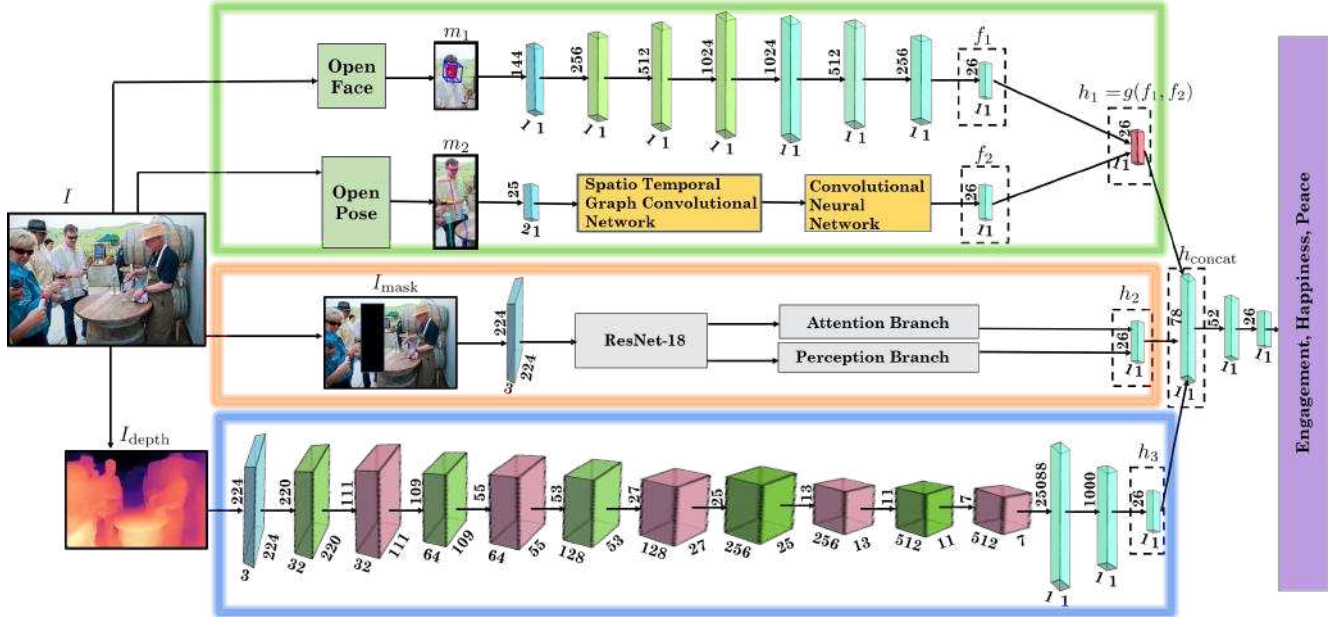 I
Open
Face
m1
144
1 1
256
1 1
512
1 1
1024
1 1
1024
1 1
512
1 1
256
1 1
f1
26
1 1
h1 = g(f1, f2)
26
1 1
Open
Pose
m2
25
2 1
Spatio Temporal
Graph Convolutional
Network
Convolutional
Neural
Network
f2
26
1 1
Imask
224
224
3
ResNet-18
Attention Branch
Perception Branch
h2
26
1 1
hconcat
78
1 1
52
1 1
26
1 1
Engagement, Happiness, Peace
Idepth
224
224
3
220
220
32
111
111
32
109
109
64
55
55
64
53
53
128
27
27
128
25
25
256
13
13
256
11
11
512
7
7
512
25088
1 1
1000
1 1
h3
26
1 1